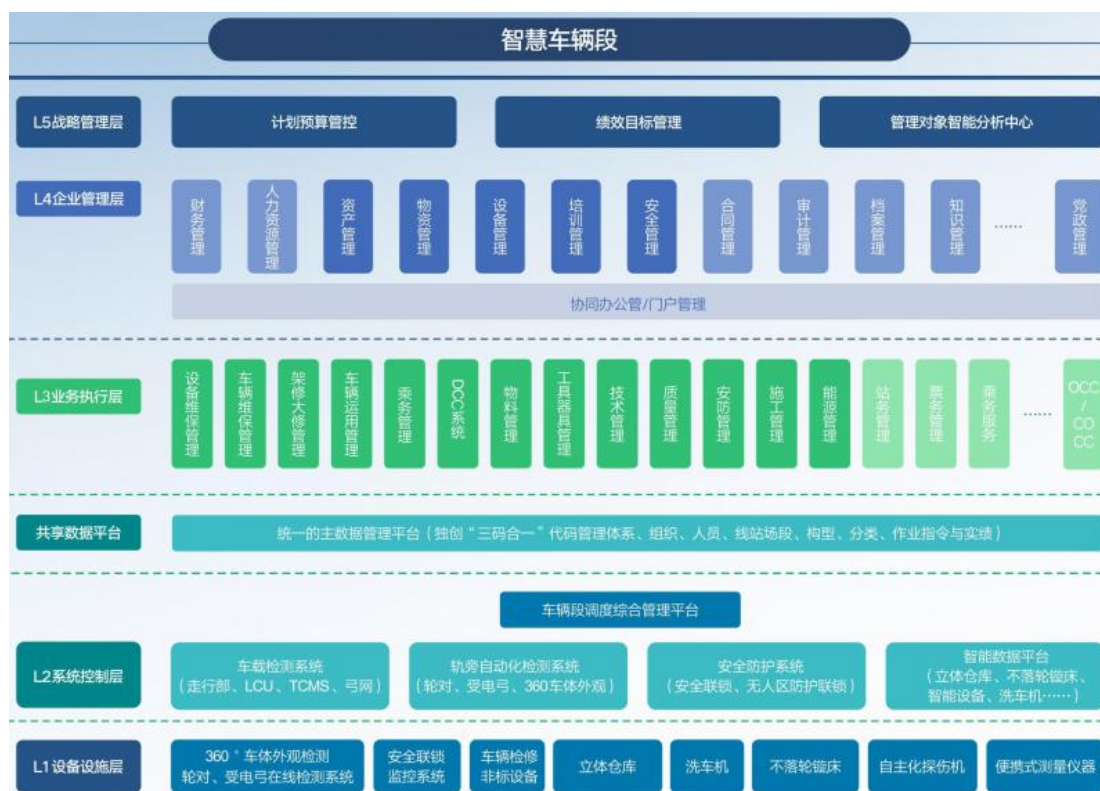 智慧车辆段
L5战略管理层
计划预算管控
绩效目标管理
管理对象智能分析中心
L4企业管理层
财务管理
人力资源管理
资产管理
物资管理
设备管理
培训管理
安全管理
合同管理
审计管理
档案管理
知识管理
……
党政管理
协同办公管/门户管理
L3业务执行层
设备维保管理
车辆维保管理
架修大修管理
车辆运用管理
乘务管理
DCC系统
物料管理
工具器具管理
技术管理
质量管理
安防管理
施工管理
能源管理
站务管理
票务管理
乘务服务
……
OCC
/
CO
CC
共享数据平台
统一的主数据管理平台(独创“三码合一”代码管理体系、组织、人员、线站场段、构型、分类、作业指令与实绩)
车辆段调度综合管理平台
L2系统控制层
车载检测系统
(走行部、LCU、TCMS、弓网)
轨旁自动化检测系统
(轮对、受电弓、360车体外观)
安全防护系统
(安全联锁、无人区防护联锁)
智能数据平台
(立体仓库、不落轮镟床、
智能设备、洗车机……)
L1设备设施层
360°车体外观检测
轮对、受电弓在线检测系统
安全联锁
监控系统
车辆检修
非标设备
立体仓库
洗车机
不落轮镟床
自主化探伤机
便携式测量仪器